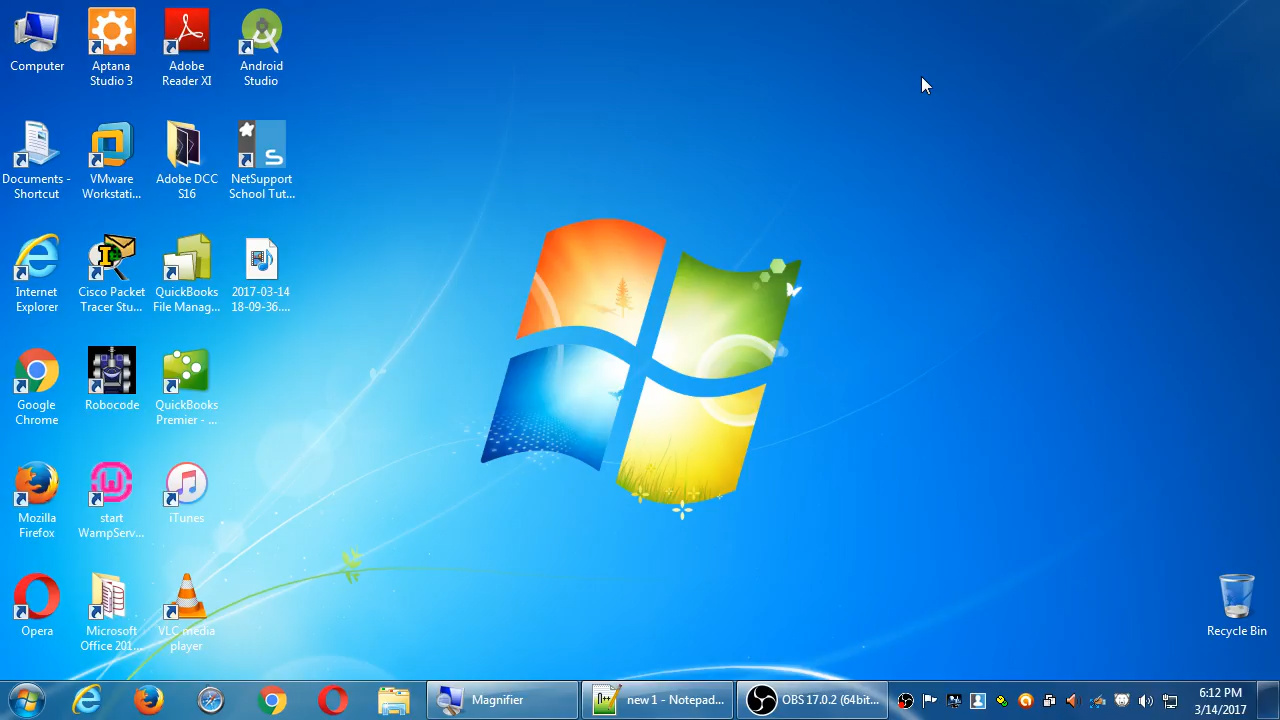 Computer
Aptana
Studio 3
Adobe
Reader XI
Android
Studio
Documents -
Shortcut
VMware
Workstati...
Adobe DCC
S16
NetSupport
School Tut...
Internet
Explorer
Cisco Packet
Tracer Stu...
QuickBooks
File Manag...
2017-03-14
18-09-36....
Google
Chrome
Robocode
QuickBooks
Premier - ...
Mozilla
Firefox
start
WampServ...
iTunes
Opera
Microsoft
Office 201...
VLC media
player
Recycle Bin
Magnifier
new 1 - Notepad...
OBS 17.0.2 (64bit...
6:12 PM
3/14/2017